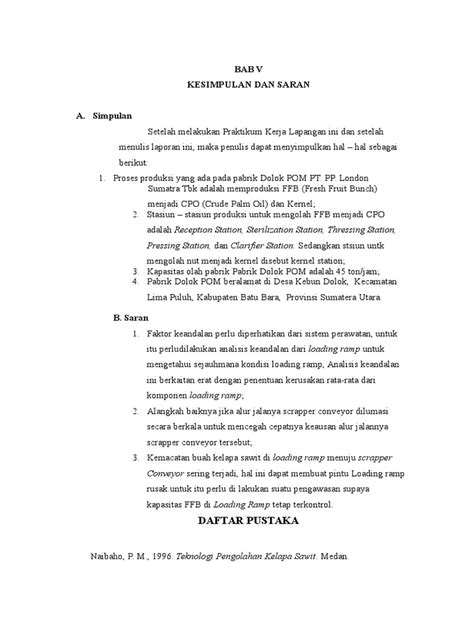 BAB V
KESIMPULAN DAN SARAN
A. Simpulan
Setelah melakukan Praktikum Kerja Lapangan ini dan setelah
menulis laporan ini, maka penulis dapat menyimpulkan hal – hal sebagai
berikut:
1. Proses produksi yang ada pada pabrik Dolok POM PT. PP. London
Sumatra Tbk adalah memproduksi FFB (Fresh Fruit Bunch)
menjadi CPO (Crude Palm Oil) dan Kernel;
2. Stasiun – stasiun produksi untuk mengolah FFB menjadi CPO
adalah Reception Station, Sterilization Station, Thressing Station,
Pressing Station, dan Clarifier Station. Sedangkan stsiun untk
mengolah nut menjadi kernel disebut kernel station;
3. Kapasitas olah pabrik Pabrik Dolok POM adalah 45 ton/jam;
4. Pabrik Dolok POM beralamat di Desa Kebun Dolok, Kecamatan
Lima Puluh, Kabupaten Batu Bara, Provinsi Sumatera Utara.
B. Saran
1. Faktor keandalan perlu diperhatikan dari sistem perawatan, untuk
itu perludilakukan analisis keandalan dari loading ramp untuk
mengetahui sejauhmana kondisi loading ramp, Analisis keandalan
ini berkaitan erat dengan penentuan kerusakan rata-rata dari
komponen loading ramp;
2. Alangkah baiknya jika alur jalanya scrapper conveyor dilumasi
secara berkala untuk mencegah cepatnya keausan alur jalannya
scrapper conveyor tersebut;
3. Kemacatan buah kelapa sawit di loading ramp menuju scrapper
Conveyor sering terjadi, hal ini dapat membuat pintu Loading ramp
rusak untuk itu perlu di lakukan suatu pengawasan supaya
kapasitas FFB di Loading Ramp tetap terkontrol.
DAFTAR PUSTAKA
Naibaho, P. M., 1996. Teknologi Pengolahan Kelapa Sawit. Medan.